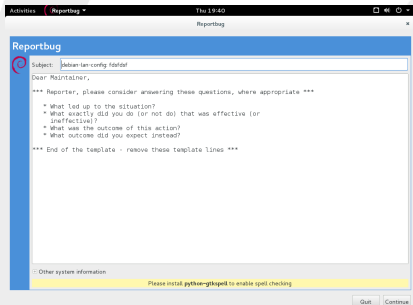 Activities Reportbug Thu 19:40
Reportbug
Reportbug
Subject: debian-lan-config: fdsfdsf
Dear Maintainer,
*** Reporter, please consider answering these questions, where appropriate ***
* What led up to the situation?
* What exactly did you do (or not do) that was effective (or
ineffective)?
* What was the outcome of this action?
* What outcome did you expect instead?
*** End of the template - remove these template lines ***
Other system information
Please install python-gtkspell to enable spell checking
Quit Continue